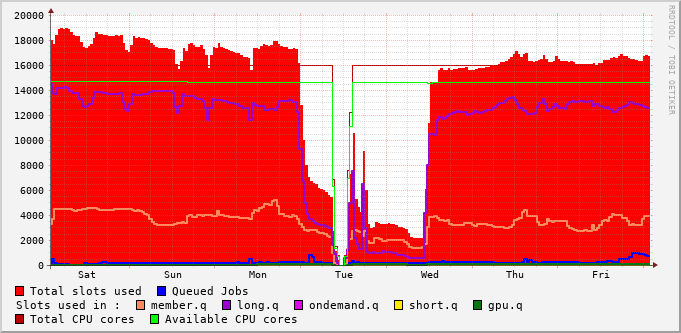 20000
18000
16000
14000
12000
10000
8000
6000
4000
2000
0
Sat Sun Mon Tue Wed Thu Fri
RRDTOOL / TOBI OETIKER
Total slots used Queued Jobs
Slots used in : member.q long.q ondemand.q short.q gpu.q
Total CPU cores Available CPU cores